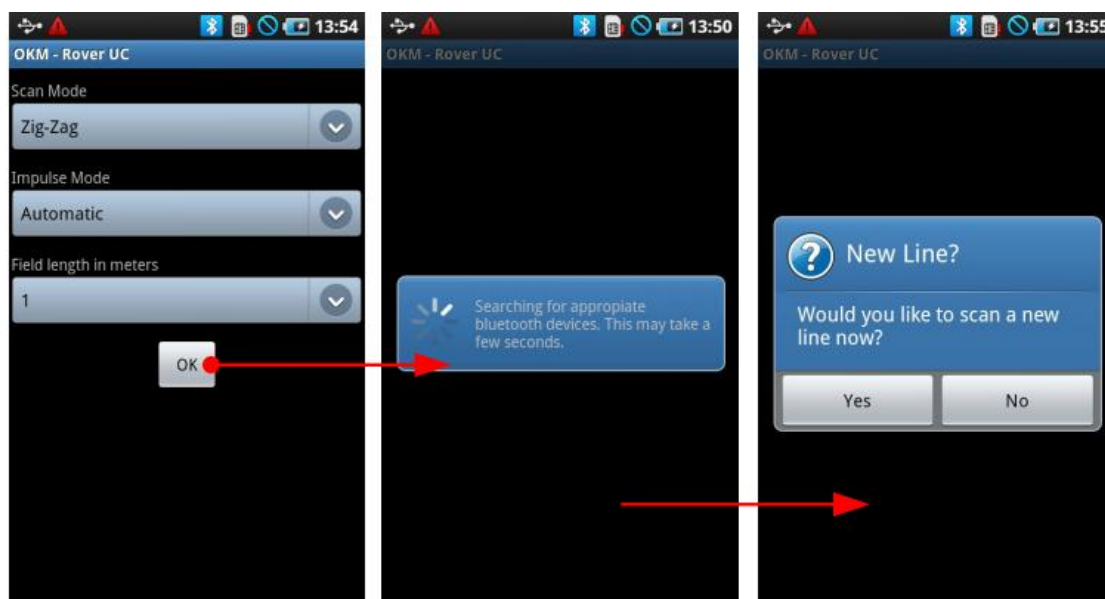 13:54
OKM - Rover UC
Scan Mode
Zig-Zag
Impulse Mode
Automatic
Field length in meters
1
OK
13:50
OKM - Rover UC
Searching for appropiate
bluetooth devices. This may take a
few seconds.
13:55
OKM - Rover UC
New Line?
Would you like to scan a new
line now?
Yes
No